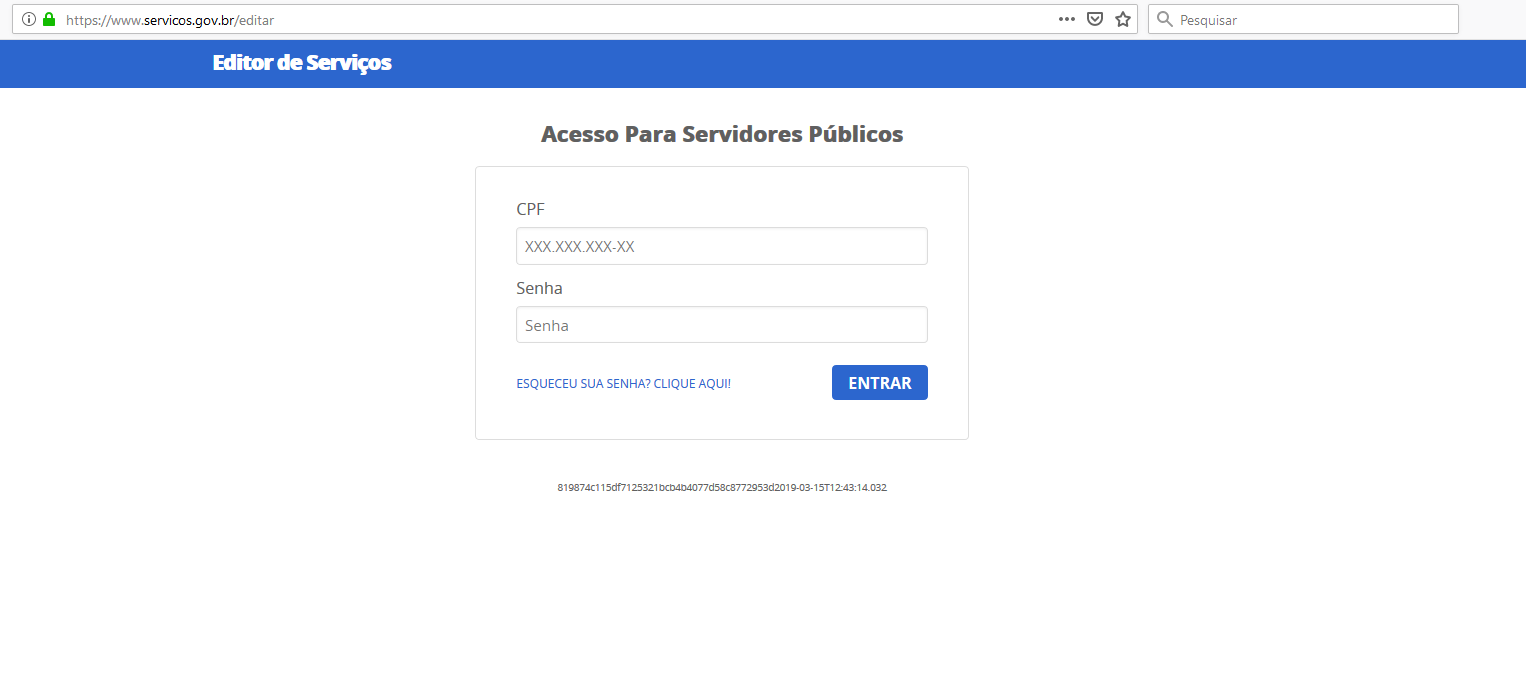 https://www.servicos.gov.br/editar
Pesquisar
Editor de Serviços
Acesso Para Servidores Públicos
CPF
XXX.XXX.XXX-XX
Senha
Senha
ESQUECEU SUA SENHA? CLIQUE AQUI!
ENTRAR
819874c115df7125321bcb4b4077d58c8772953d2019-03-15T12:43:14.032